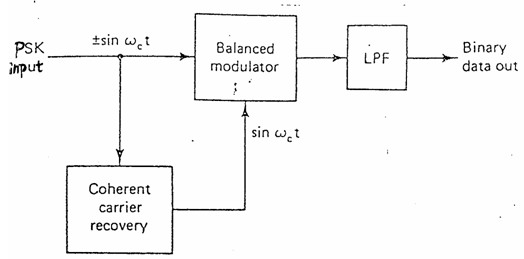 PSK
input
±sin ω_c t
Balanced
modulator
LPF
Binary
data out
sin ω_c t
Coherent
carrier
recovery